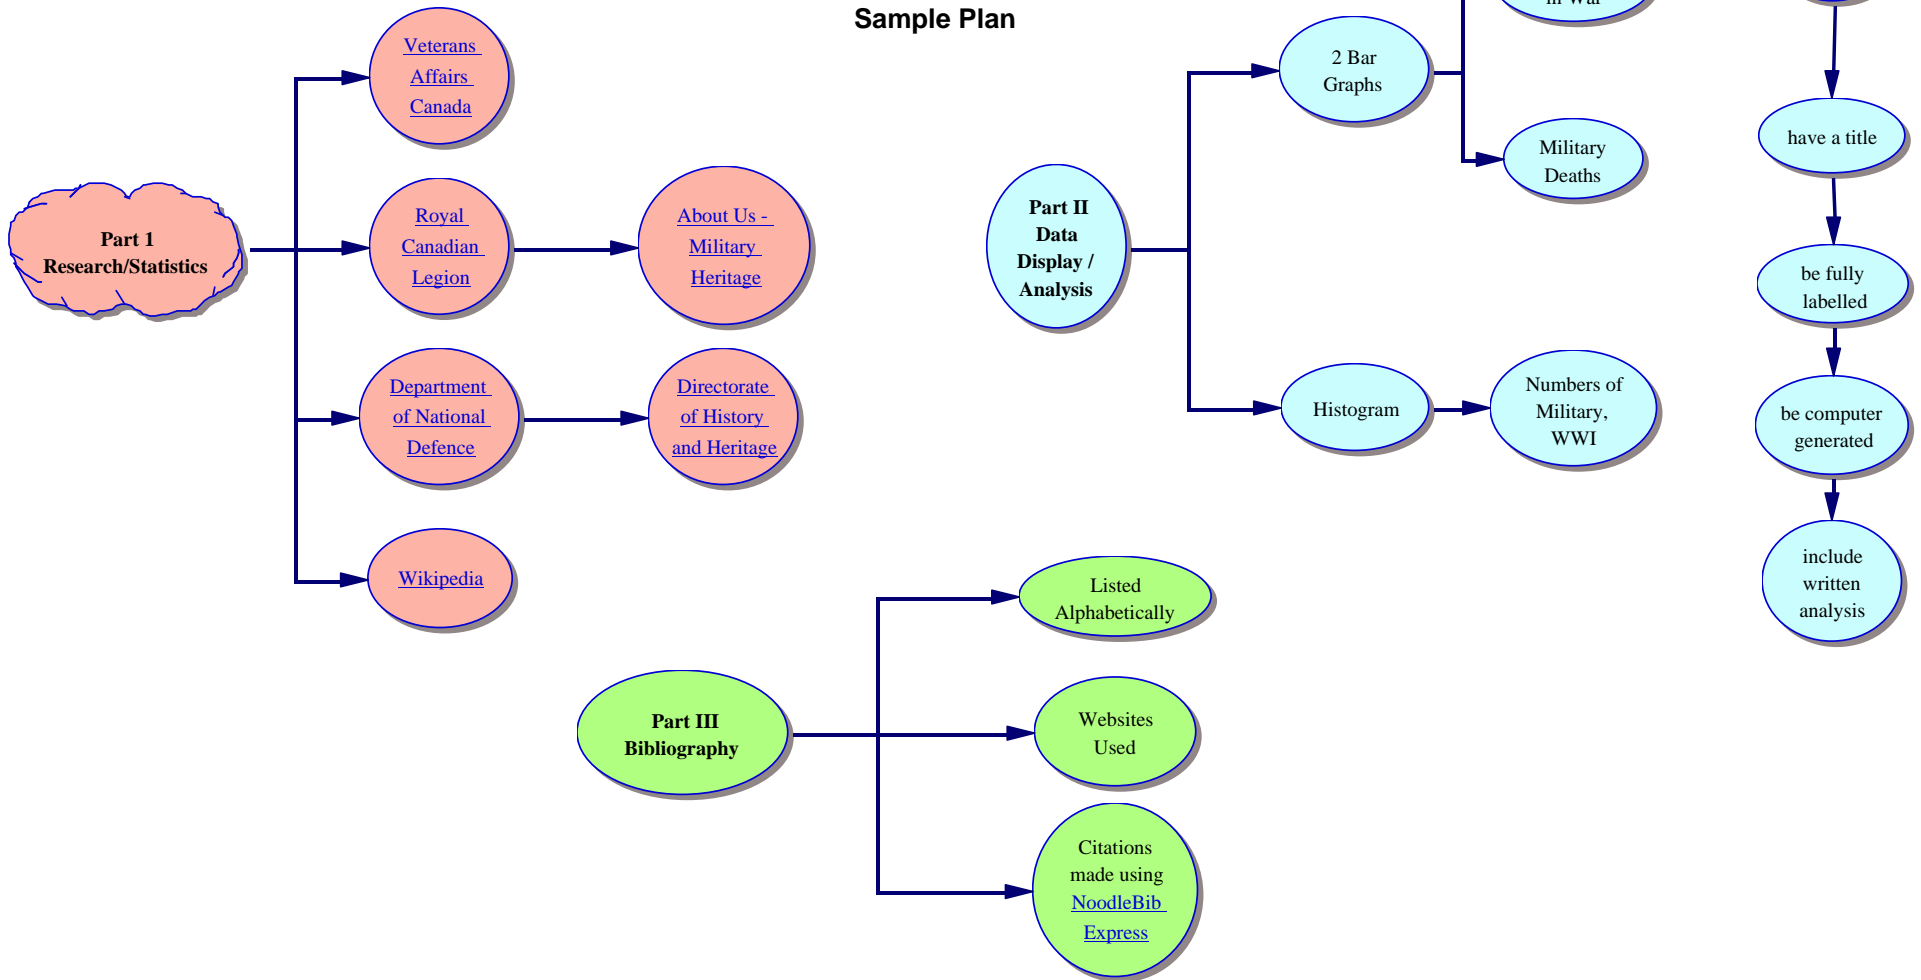 Sample Plan
Part 1
Research/Statistics
Veterans
Affairs
Canada
Royal
Canadian
Legion
About Us -
Military
Heritage
Department
of National
Defence
Directorate
of History
and Heritage
Wikipedia
Part II
Data
Display /
Analysis
2 Bar
Graphs
in War
Military
Deaths
Histogram
Numbers of
Military,
WWI
have a title
be fully
labelled
be computer
generated
include
written
analysis
Part III
Bibliography
Listed
Alphabetically
Websites
Used
Citations
made using
NoodleBib
Express